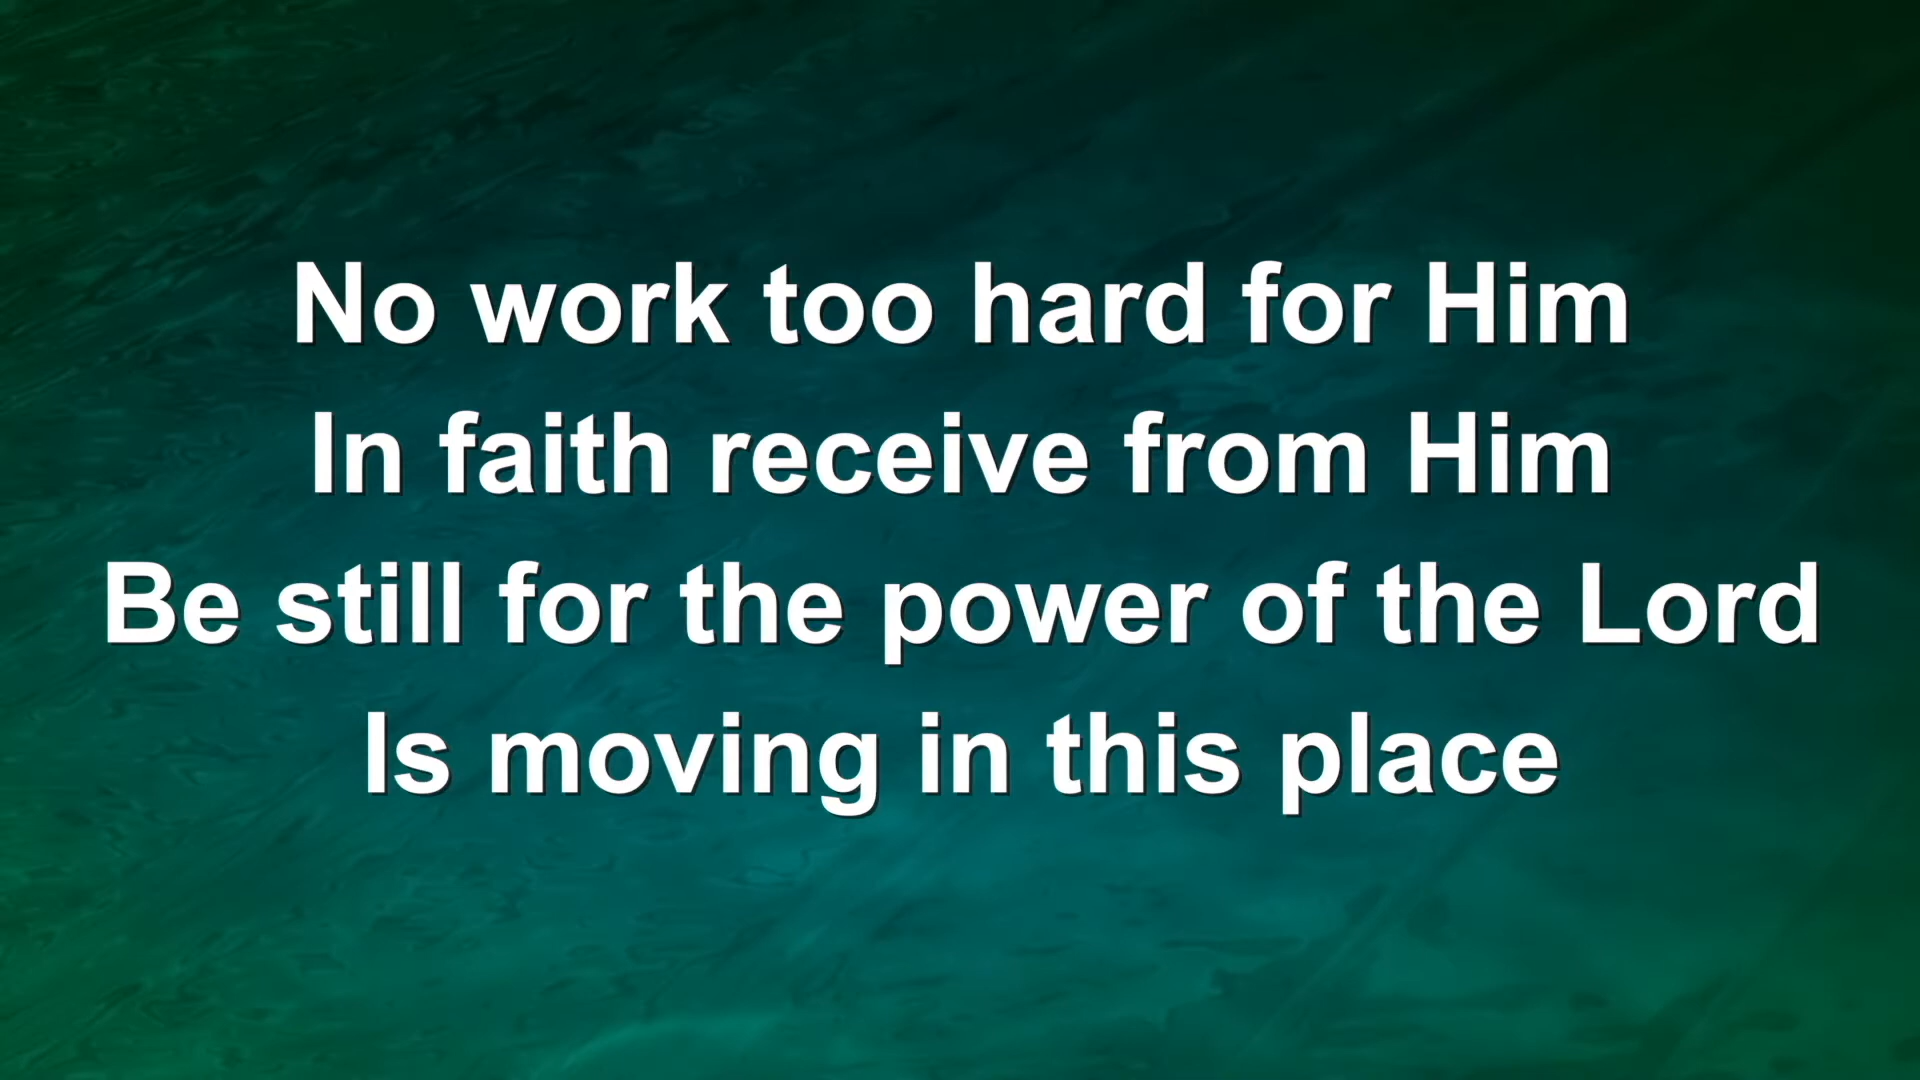 No work too hard for Him
In faith receive from Him
Be still for the power of the Lord
Is moving in this place